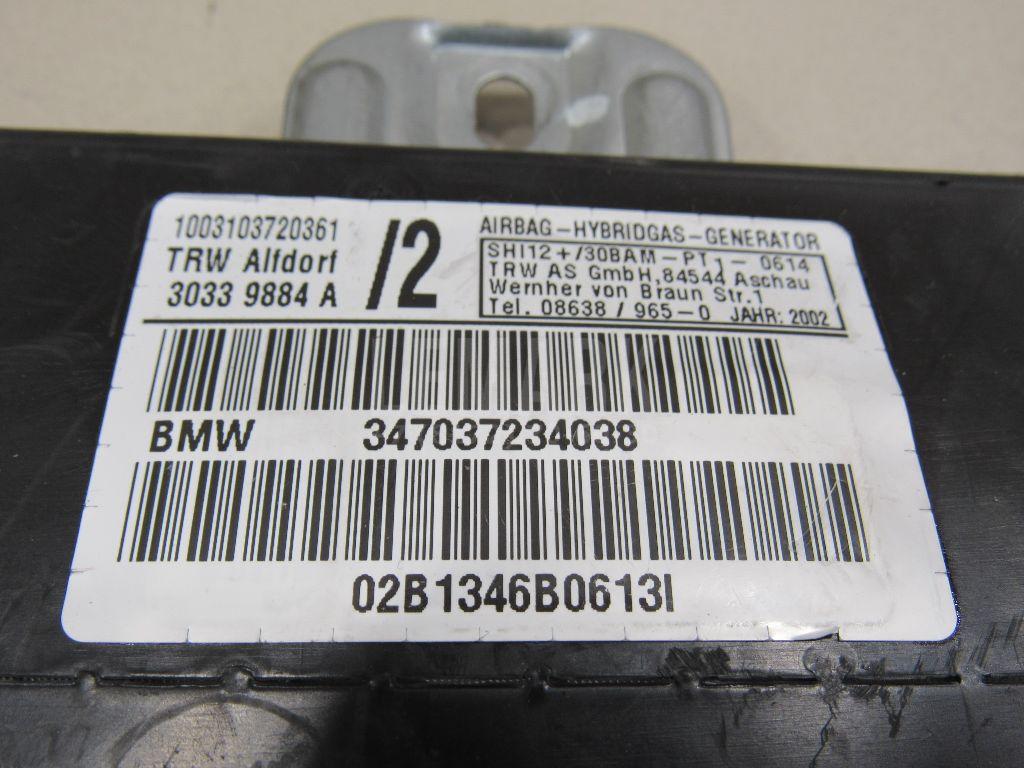 1003103720361
TRW Alfdorf
3033 9884 A
/2
AIRBAG-HYBRIDGAS-GENERATOR
SHI12+/30BAM-PT1-0614
TRW AS GmbH,84544 Aschau
Wernher von Braun Str.1
Tel. 08638/965-0 JAHR: 2002
BMW 347037234038
02B1346B0613I